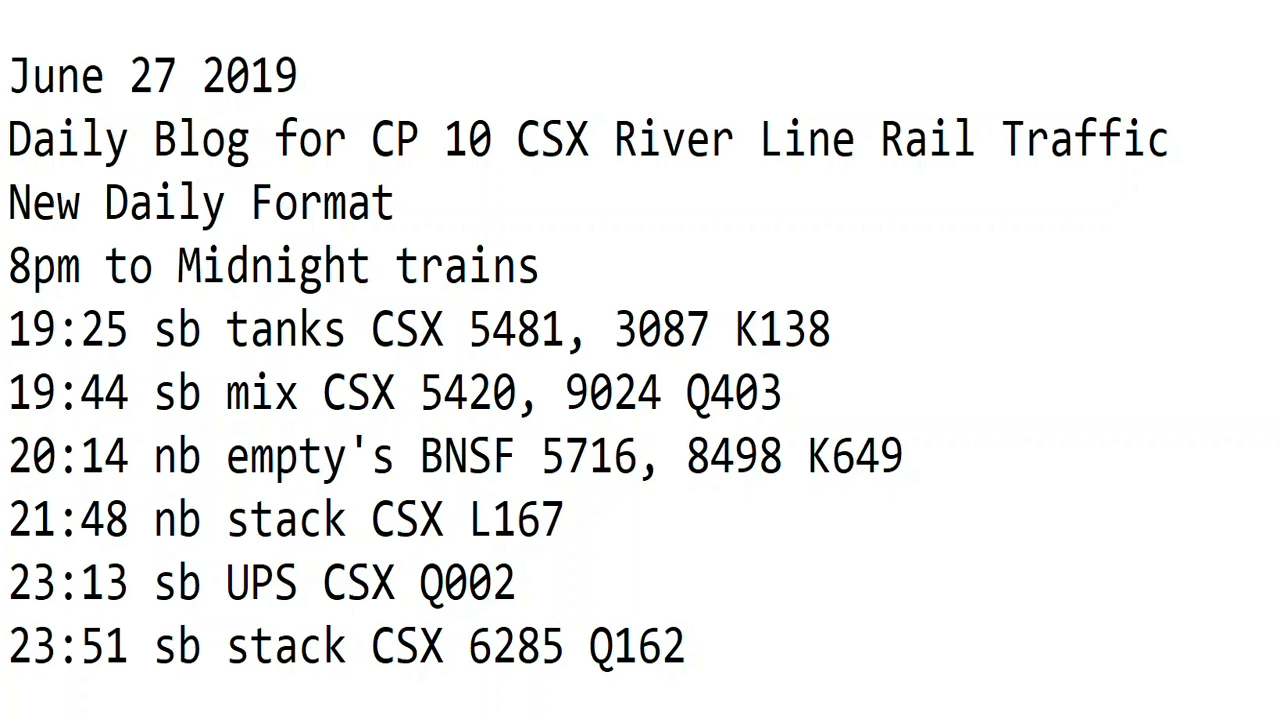 June 27 2019
Daily Blog for CP 10 CSX River Line Rail Traffic
New Daily Format
8pm to Midnight trains
19:25 sb tanks CSX 5481, 3087 K138
19:44 sb mix CSX 5420, 9024 Q403
20:14 nb empty's BNSF 5716, 8498 K649
21:48 nb stack CSX L167
23:13 sb UPS CSX Q002
23:51 sb stack CSX 6285 Q162